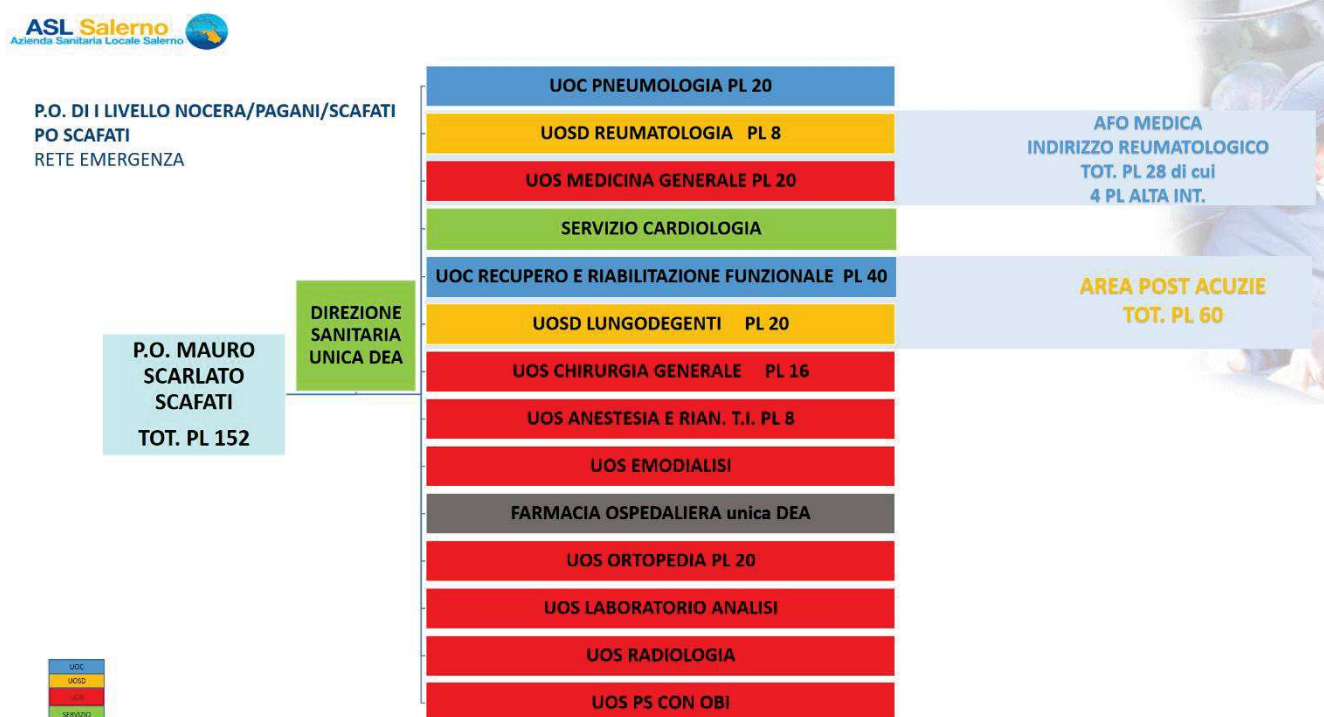 ASL Salerno
Azienda Sanitaria Locale Salerno
P.O. DI I LIVELLO NOCERA/PAGANI/SCAFATI
PO SCAFATI
RETE EMERGENZA
P.O. MAURO
SCARLATO
SCAFATI
TOT. PL 152
DIREZIONE
SANITARIA
UNICA DEA
UOC PNEUMOLOGIA PL 20
UOSD REUMATOLOGIA PL 8
UOS MEDICINA GENERALE PL 20
SERVIZIO CARDIOLOGIA
UOC RECUPERO E RIABILITAZIONE FUNZIONALE PL 40
UOSD LUNGODEGENTI PL 20
UOS CHIRURGIA GENERALE PL 16
UOS ANESTESIA E RIAN. T.I. PL 8
UOS EMODIALISI
FARMACIA OSPEDALIERA unica DEA
UOS ORTOPEDIA PL 20
UOS LABORATORIO ANALISI
UOS RADIOLOGIA
UOS PS CON OBI
AFO MEDICA
INDIRIZZO REUMATOLOGICO
TOT. PL 28 di cui
4 PL ALTA INT.
AREA POST ACUZIE
TOT. PL 60
UOC
UOSD
UOS
SERVIZIO